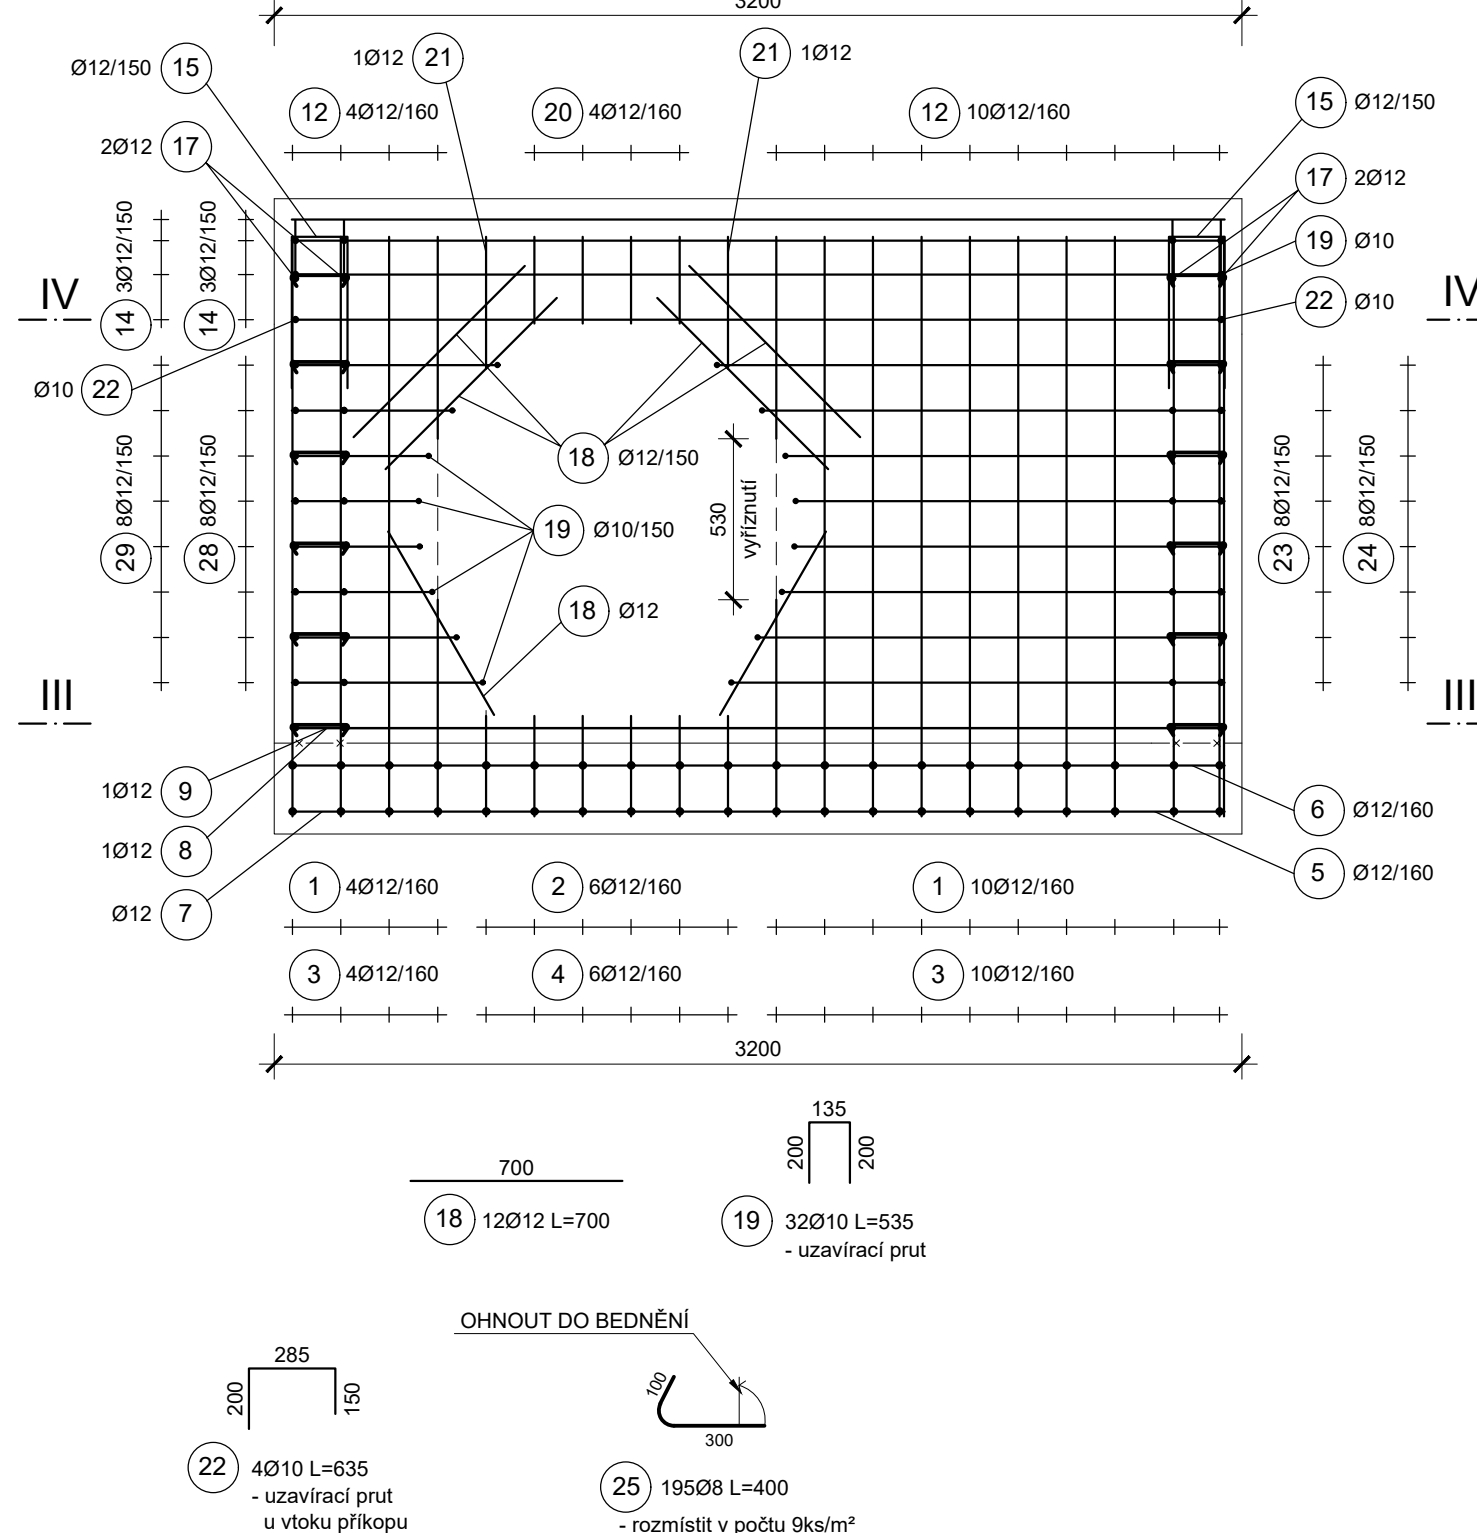 3200
1Ø12 21
21 1Ø12
Ø12/150 15
15 Ø12/150
12 4Ø12/160
20 4Ø12/160
12 10Ø12/160
2Ø12 17
17 2Ø12
14 3Ø12/150
14 3Ø12/150
19 Ø10
IV
IV
22 Ø10
Ø10 22
18 Ø12/150
29 8Ø12/150
28 8Ø12/150
530
vyříznutí
23 8Ø12/150
24 8Ø12/150
19 Ø10/150
18 Ø12
III
III
1Ø12 9
6 Ø12/160
1Ø12 8
5 Ø12/160
1 4Ø12/160
2 6Ø12/160
1 10Ø12/160
Ø12 7
3 4Ø12/160
4 6Ø12/160
3 10Ø12/160
3200
135
200
200
700
18 12Ø12 L=700
19 32Ø10 L=535
- uzavírací prut
OHNOUT DO BEDNĚNÍ
285
200
150
100
300
22 4Ø10 L=635
- uzavírací prut
u vtoku příkopu
25 195Ø8 L=400
- rozmístit v počtu 9ks/m²